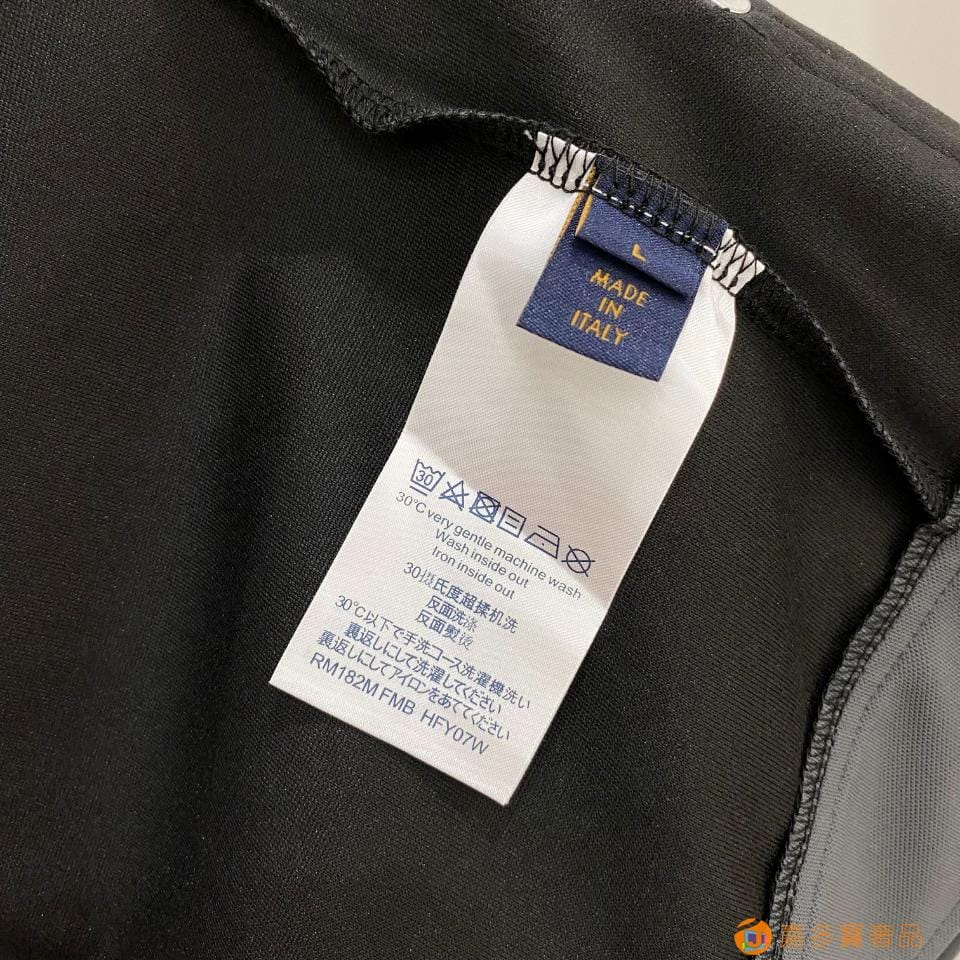 L
MADE
IN
ITALY
30
30°C very gentle machine wash
Wash inside out
Iron inside out
30摄氏度超揉机洗
反面洗涤
反面熨烫
30℃以下で手洗コース洗濯機洗い
裏返しにして洗濯してください
裏返しにしてアイロンをあててください
RM182M FMB HFY07W